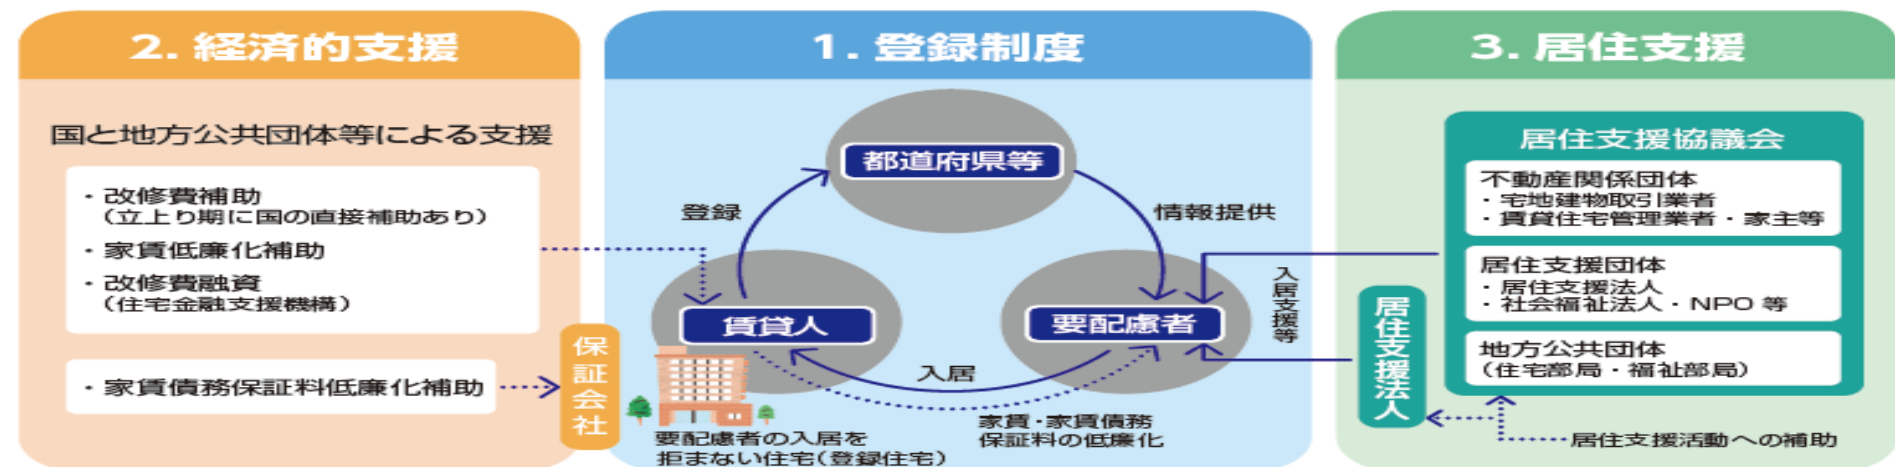 2. 経済的支援
国と地方公共団体等による支援
・改修費補助
(立上り期に国の直接補助あり)
・家賃低廉化補助
・改修費融資
(住宅金融支援機構)
・家賃債務保証料低廉化補助
保証会社
1. 登録制度
都道府県等
登録
情報提供
賃貸人
要配慮者
入居
家賃・家賃債務
保証料の低廉化
要配慮者の入居を
拒まない住宅(登録住宅)
入居支援等
3. 居住支援
居住支援協議会
不動産関係団体
・宅地建物取引業者
・賃貸住宅管理業者・家主等
居住支援団体
・居住支援法人
・社会福祉法人・NPO 等
地方公共団体
(住宅部局・福祉部局)
居住支援法人
居住支援活動への補助